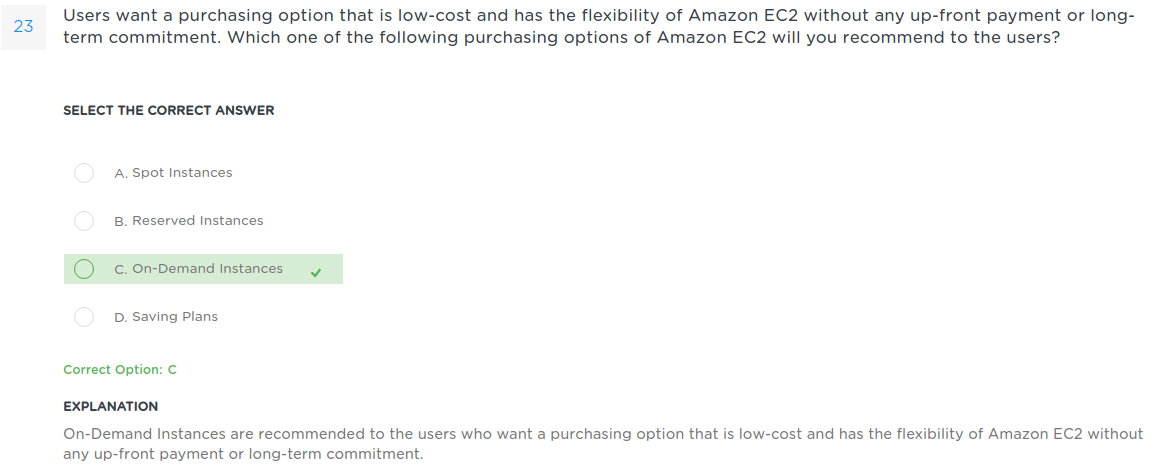 23
Users want a purchasing option that is low-cost and has the flexibility of Amazon EC2 without any up-front payment or long-
term commitment. Which one of the following purchasing options of Amazon EC2 will you recommend to the users?
SELECT THE CORRECT ANSWER
A. Spot Instances
B. Reserved Instances
C. On-Demand Instances
D. Saving Plans
Correct Option: C
EXPLANATION
On-Demand Instances are recommended to the users who want a purchasing option that is low-cost and has the flexibility of Amazon EC2 without
any up-front payment or long-term commitment.